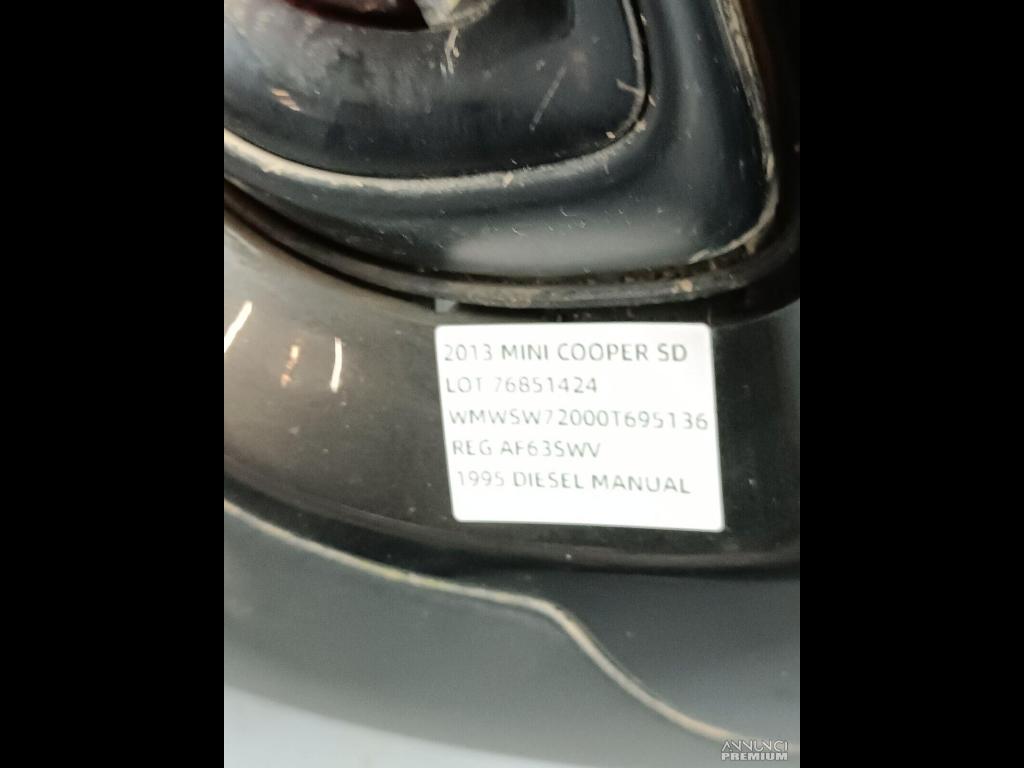 2013 MINI COOPER SD
LOT 76851424
WMWSW72000T695136
REG AF63SWV
1995 DIESEL MANUAL
ANNUNCI
PREMIUM